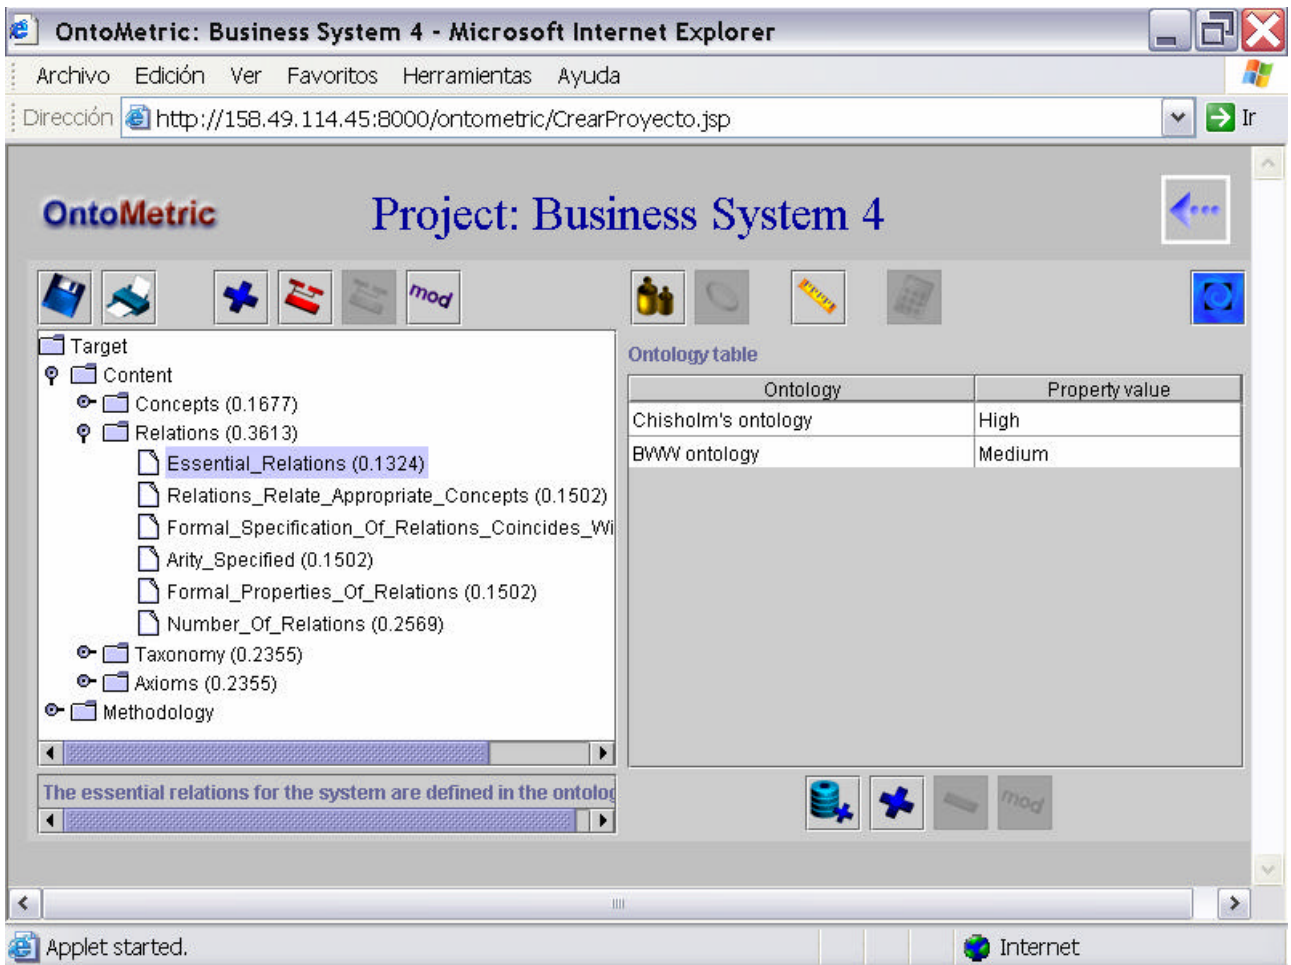 OntoMetric: Business System 4 - Microsoft Internet Explorer
Archivo Edición Ver Favoritos Herramientas Ayuda
Dirección http://158.49.114.45:8000/ontometric/CrearProyecto.jsp Ir
OntoMetric Project: Business System 4
mod
Target
Content
Concepts (0.1677)
Relations (0.3613)
Essential_Relations (0.1324)
Relations_Relate_Appropriate_Concepts (0.1502)
Formal_Specification_Of_Relations_Coincides_Wi
Arity_Specified (0.1502)
Formal_Properties_Of_Relations (0.1502)
Number_Of_Relations (0.2569)
Taxonomy (0.2355)
Axioms (0.2355)
Methodology
The essential relations for the system are defined in the ontolog
Ontology table
Ontology Property value
Chisholm's ontology High
BWW ontology Medium
mod
Applet started. Internet